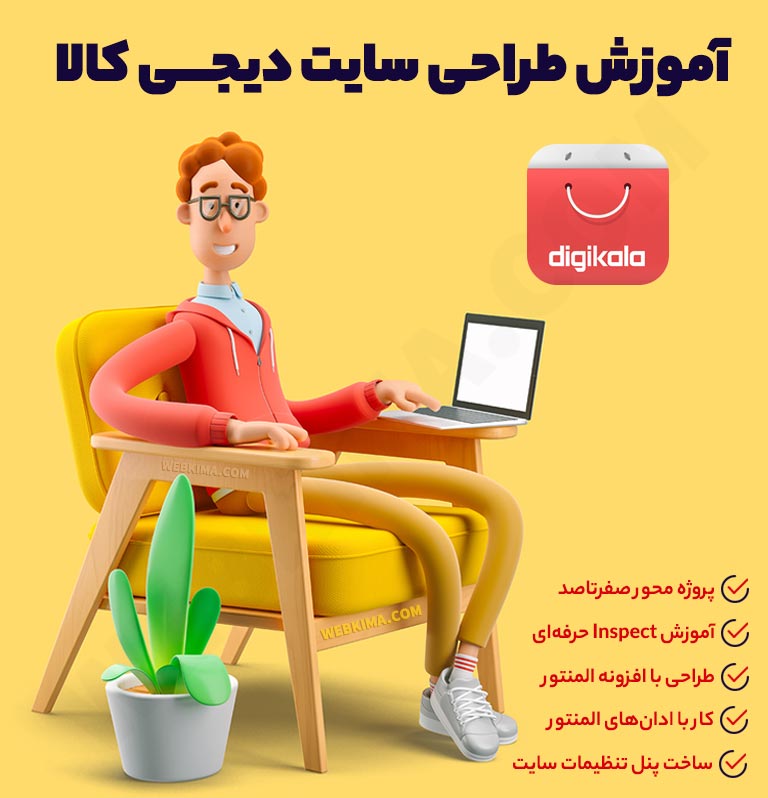 آموزش طراحی سایت دیجی کالا
digikala
WEBKIMA.COM
WEBKIMA.COM
پروژه محور صفرتاصد
آموزش Inspect حرفه‌ای
طراحی با افزونه المنتور
کار با ادان‌های المنتور
ساخت پنل تنظیمات سایت